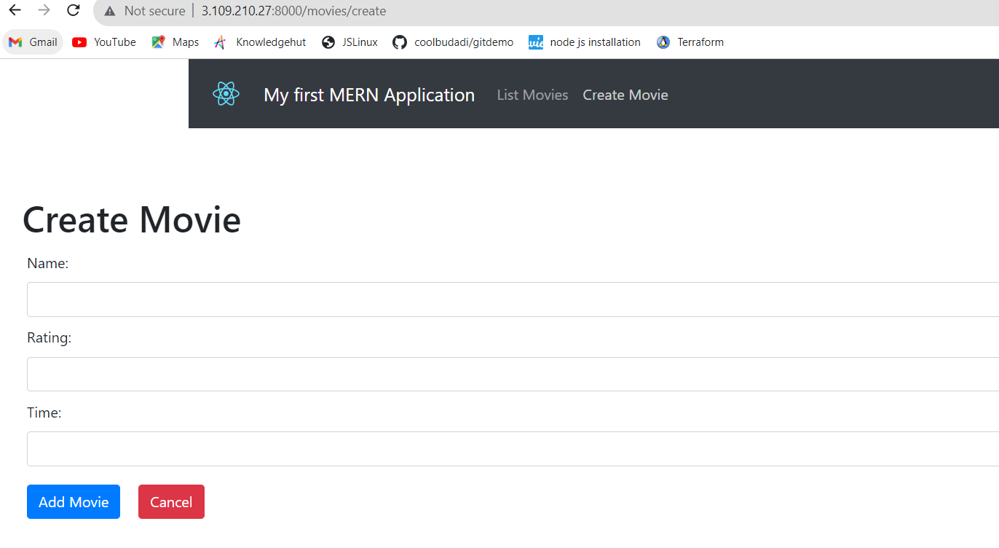 Not secure | 3.109.210.27:8000/movies/create
Gmail YouTube Maps Knowledgehut JSLinux coolbudadi/gitdemo node js installation Terraform
My first MERN Application List Movies Create Movie
Create Movie
Name:
Rating:
Time:
Add Movie Cancel